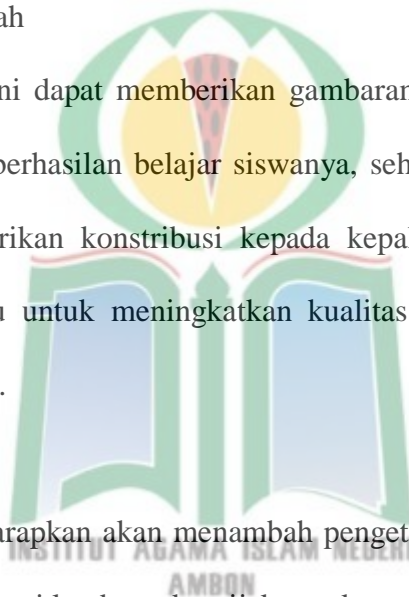 ah
ni dapat memberikan gambaran
berhasilan belajar siswanya, seh
rikan konstribusi kepada kepal
u untuk meningkatkan kualitas
.
arapkan akan menambah penget
INSTITUT AGAMA ISLAM NEGERI
AMBON